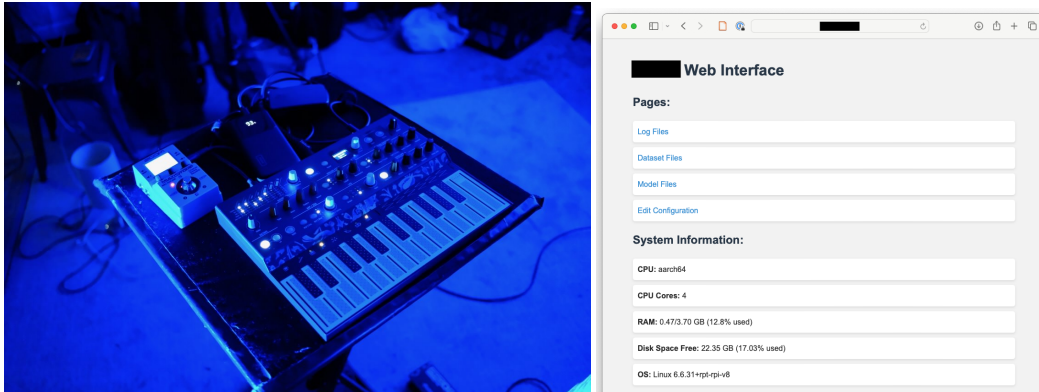 93
Web Interface
Pages:
Log Files
Dataset Files
Model Files
Edit Configuration
System Information:
CPU: aarch64
CPU Cores: 4
RAM: 0.47/3.70 GB (12.8% used)
Disk Space Free: 22.35 GB (17.03% used)
OS: Linux 6.6.31+rpt-rpi-v8